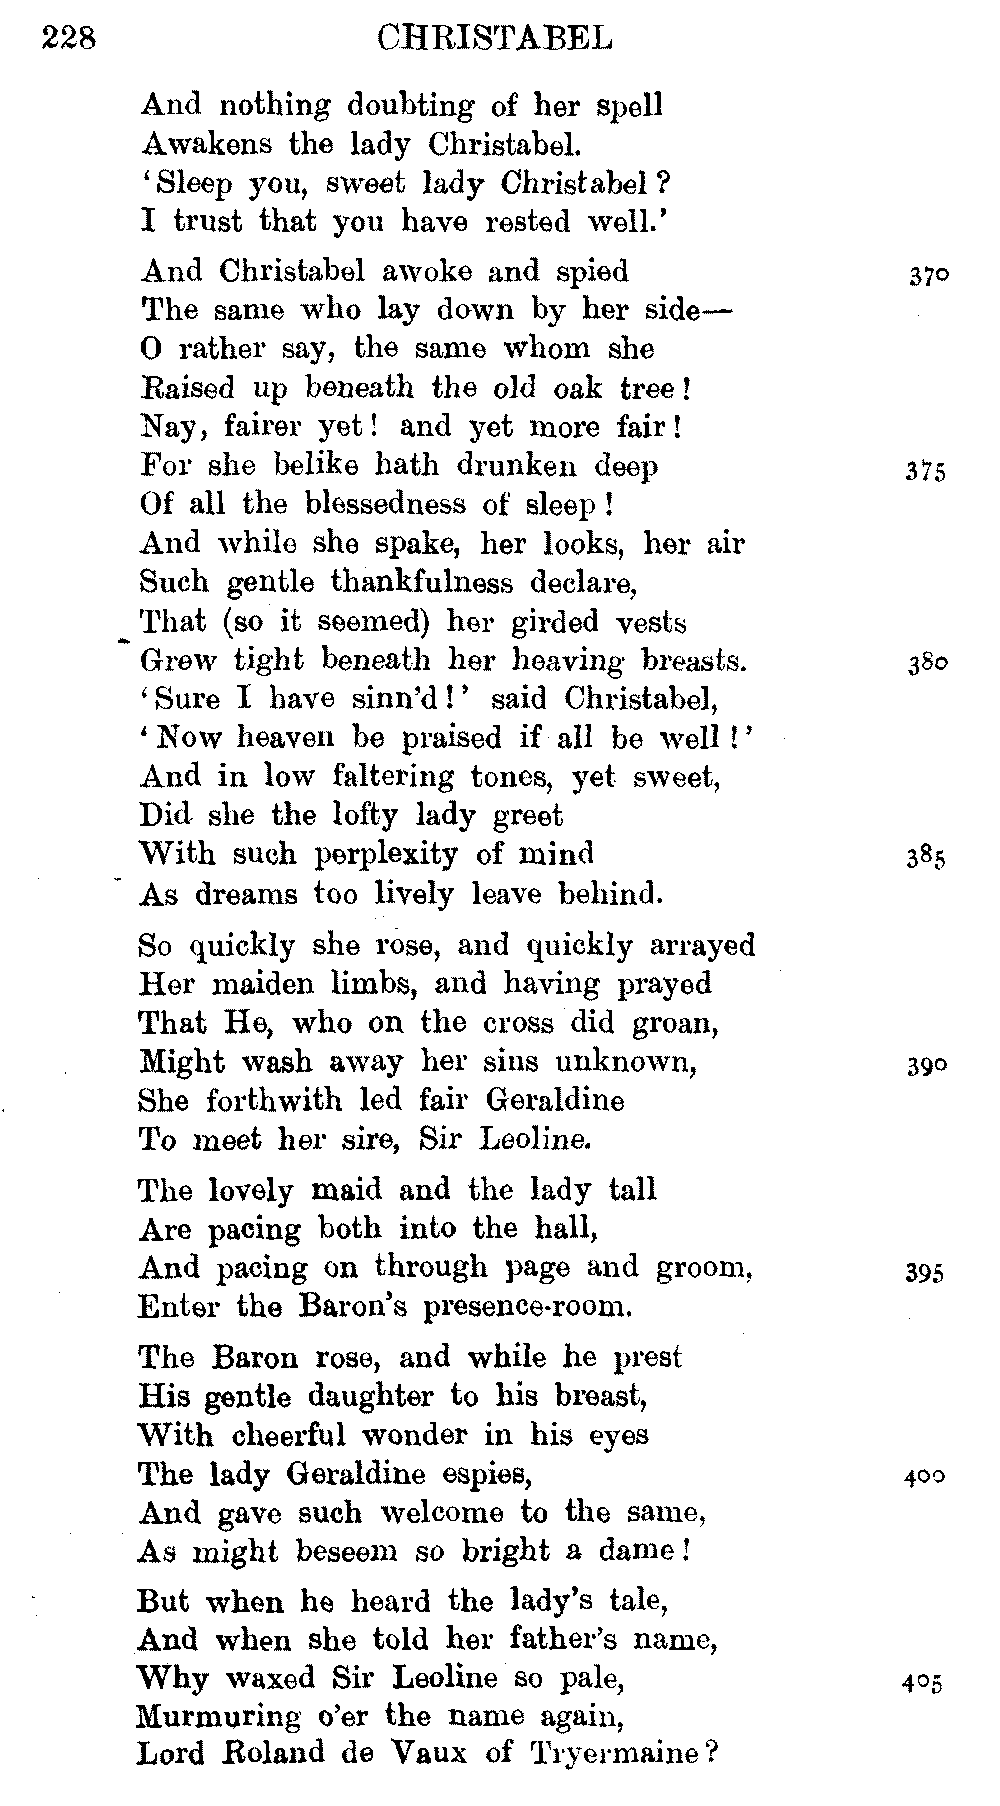 228 CHRISTABEL
And nothing doubting of her spell
Awakens the lady Christabel.
‘Sleep you, sweet lady Christabel?
I trust that you have rested well.’
And Christabel awoke and spied 370
The same who lay down by her side—
O rather say, the same whom she
Raised up beneath the old oak tree!
Nay, fairer yet! and yet more fair!
For she belike hath drunken deep 375
Of all the blessedness of sleep!
And while she spake, her looks, her air
Such gentle thankfulness declare,
That (so it seemed) her girded vests
Grew tight beneath her heaving breasts. 380
‘Sure I have sinn’d!’ said Christabel,
‘Now heaven be praised if all be well!’
And in low faltering tones, yet sweet,
Did she the lofty lady greet
With such perplexity of mind 385
As dreams too lively leave behind.
So quickly she rose, and quickly arrayed
Her maiden limbs, and having prayed
That He, who on the cross did groan,
Might wash away her sins unknown, 390
She forthwith led fair Geraldine
To meet her sire, Sir Leoline.
The lovely maid and the lady tall
Are pacing both into the hall,
And pacing on through page and groom, 395
Enter the Baron’s presence-room.
The Baron rose, and while he prest
His gentle daughter to his breast,
With cheerful wonder in his eyes
The lady Geraldine espies, 400
And gave such welcome to the same,
As might beseem so bright a dame!
But when he heard the lady’s tale,
And when she told her father’s name,
Why waxed Sir Leoline so pale, 405
Murmuring o’er the name again,
Lord Roland de Vaux of Tryermaine?